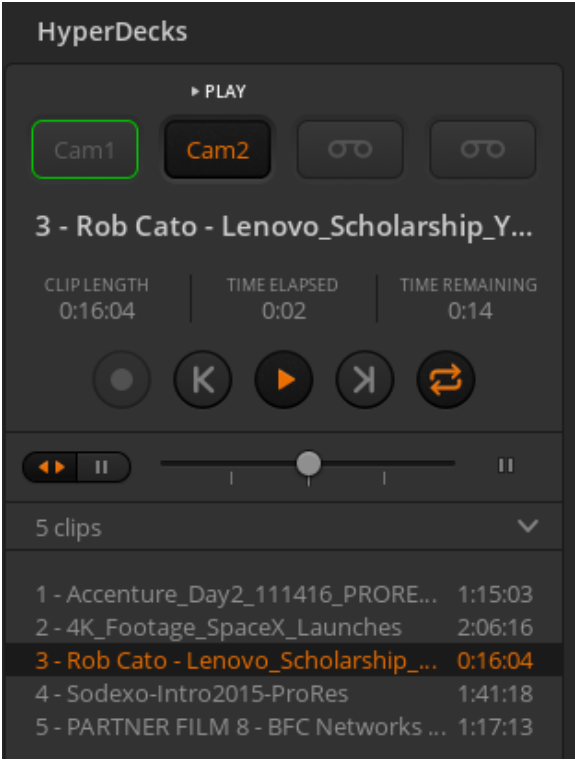 HyperDecks
PLAY
Cam1 Cam2
3 - Rob Cato - Lenovo_Scholarship_Y...
CLIP LENGTH TIME ELAPSED TIME REMAINING
0:16:04 0:02 0:14
5 clips
1 - Accenture_Day2_111416_PRORE... 1:15:03
2 - 4K_Footage_SpaceX_Launches 2:06:16
3 - Rob Cato - Lenovo_Scholarship_... 0:16:04
4 - Sodexo-Intro2015-ProRes 1:41:18
5 - PARTNER FILM 8 - BFC Networks ... 1:17:13